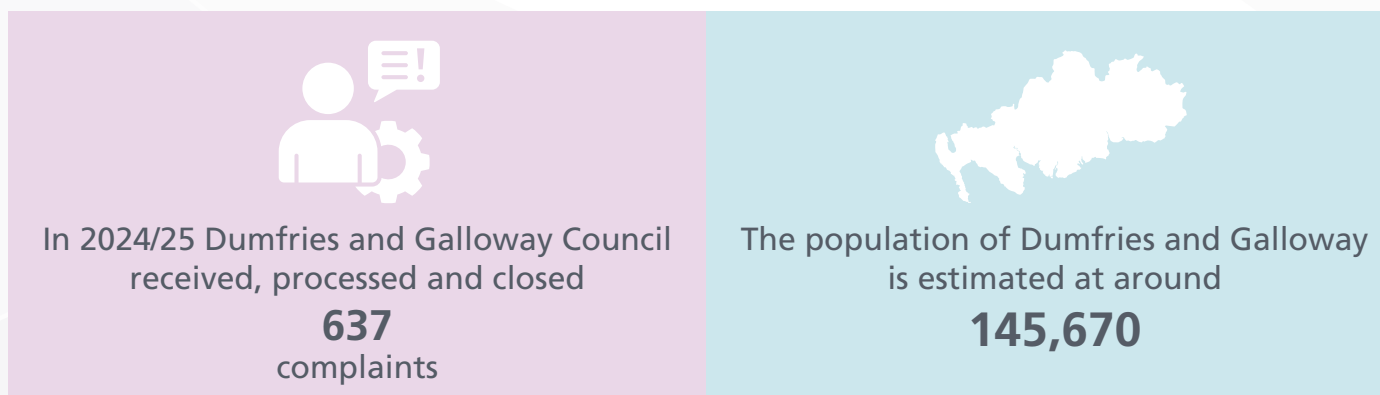 In 2024/25 Dumfries and Galloway Council
received, processed and closed
637
complaints
The population of Dumfries and Galloway
is estimated at around
145,670